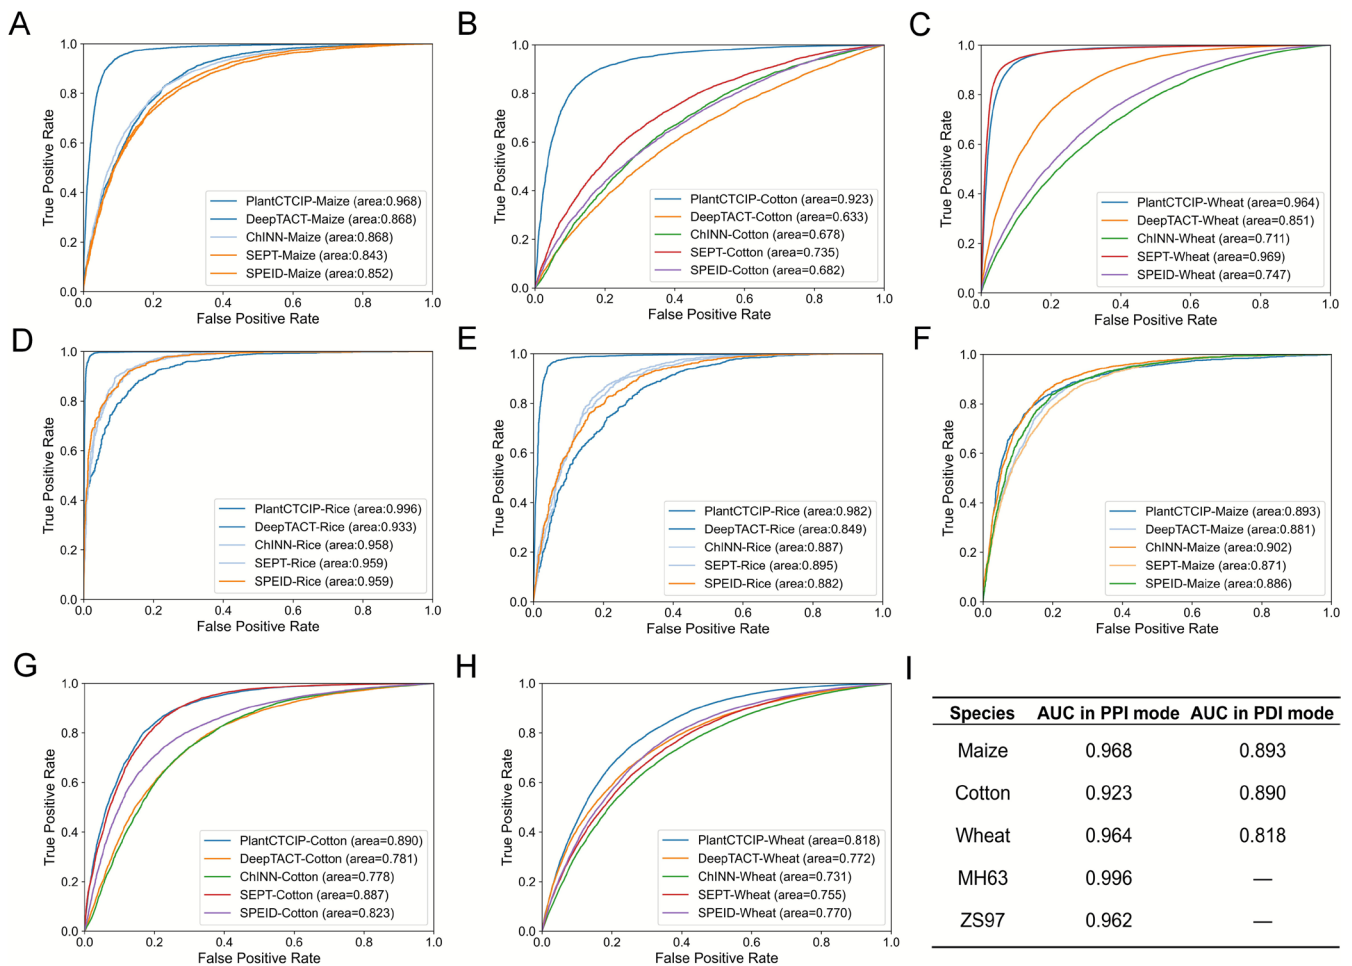 A
True Positive Rate
1.0
0.8
0.6
0.4
0.2
0.0
PlantCTCIP-Maize (area:0.968)
DeepTACT-Maize (area:0.868)
ChINN-Maize (area:0.868)
SEPT-Maize (area:0.843)
SPEID-Maize (area:0.852)
0.0 0.2 0.4 0.6 0.8 1.0
False Positive Rate
B
True Positive Rate
1.0
0.8
0.6
0.4
0.2
0.0
PlantCTCIP-Cotton (area=0.923)
DeepTACT-Cotton (area=0.633)
ChINN-Cotton (area=0.678)
SEPT-Cotton (area=0.735)
SPEID-Cotton (area=0.682)
0.0 0.2 0.4 0.6 0.8 1.0
False Positive Rate
C
True Positive Rate
1.0
0.8
0.6
0.4
0.2
0.0
PlantCTCIP-Wheat (area=0.964)
DeepTACT-Wheat (area=0.851)
ChINN-Wheat (area=0.711)
SEPT-Wheat (area=0.969)
SPEID-Wheat (area=0.747)
0.0 0.2 0.4 0.6 0.8 1.0
False Positive Rate
D
True Positive Rate
1.0
0.8
0.6
0.4
0.2
0.0
PlantCTCIP-Rice (area:0.996)
DeepTACT-Rice (area:0.933)
ChINN-Rice (area:0.958)
SEPT-Rice (area:0.959)
SPEID-Rice (area:0.959)
0.0 0.2 0.4 0.6 0.8 1.0
False Positive Rate
E
True Positive Rate
1.0
0.8
0.6
0.4
0.2
0.0
PlantCTCIP-Rice (area:0.982)
DeepTACT-Rice (area:0.849)
ChINN-Rice (area:0.887)
SEPT-Rice (area:0.895)
SPEID-Rice (area:0.882)
0.0 0.2 0.4 0.6 0.8 1.0
False Positive Rate
F
True Positive Rate
1.0
0.8
0.6
0.4
0.2
0.0
PlantCTCIP-Maize (area:0.893)
DeepTACT-Maize (area:0.881)
ChINN-Maize (area:0.902)
SEPT-Maize (area:0.871)
SPEID-Maize (area:0.886)
0.0 0.2 0.4 0.6 0.8 1.0
False Positive Rate
G
True Positive Rate
1.0
0.8
0.6
0.4
0.2
0.0
PlantCTCIP-Cotton (area=0.890)
DeepTACT-Cotton (area=0.781)
ChINN-Cotton (area=0.778)
SEPT-Cotton (area=0.887)
SPEID-Cotton (area=0.823)
0.0 0.2 0.4 0.6 0.8 1.0
False Positive Rate
H
True Positive Rate
1.0
0.8
0.6
0.4
0.2
0.0
PlantCTCIP-Wheat (area=0.818)
DeepTACT-Wheat (area=0.772)
ChINN-Wheat (area=0.731)
SEPT-Wheat (area=0.755)
SPEID-Wheat (area=0.770)
0.0 0.2 0.4 0.6 0.8 1.0
False Positive Rate
I
Species AUC in PPI mode AUC in PDI mode
Maize 0.968 0.893
Cotton 0.923 0.890
Wheat 0.964 0.818
MH63 0.996 —
ZS97 0.962 —